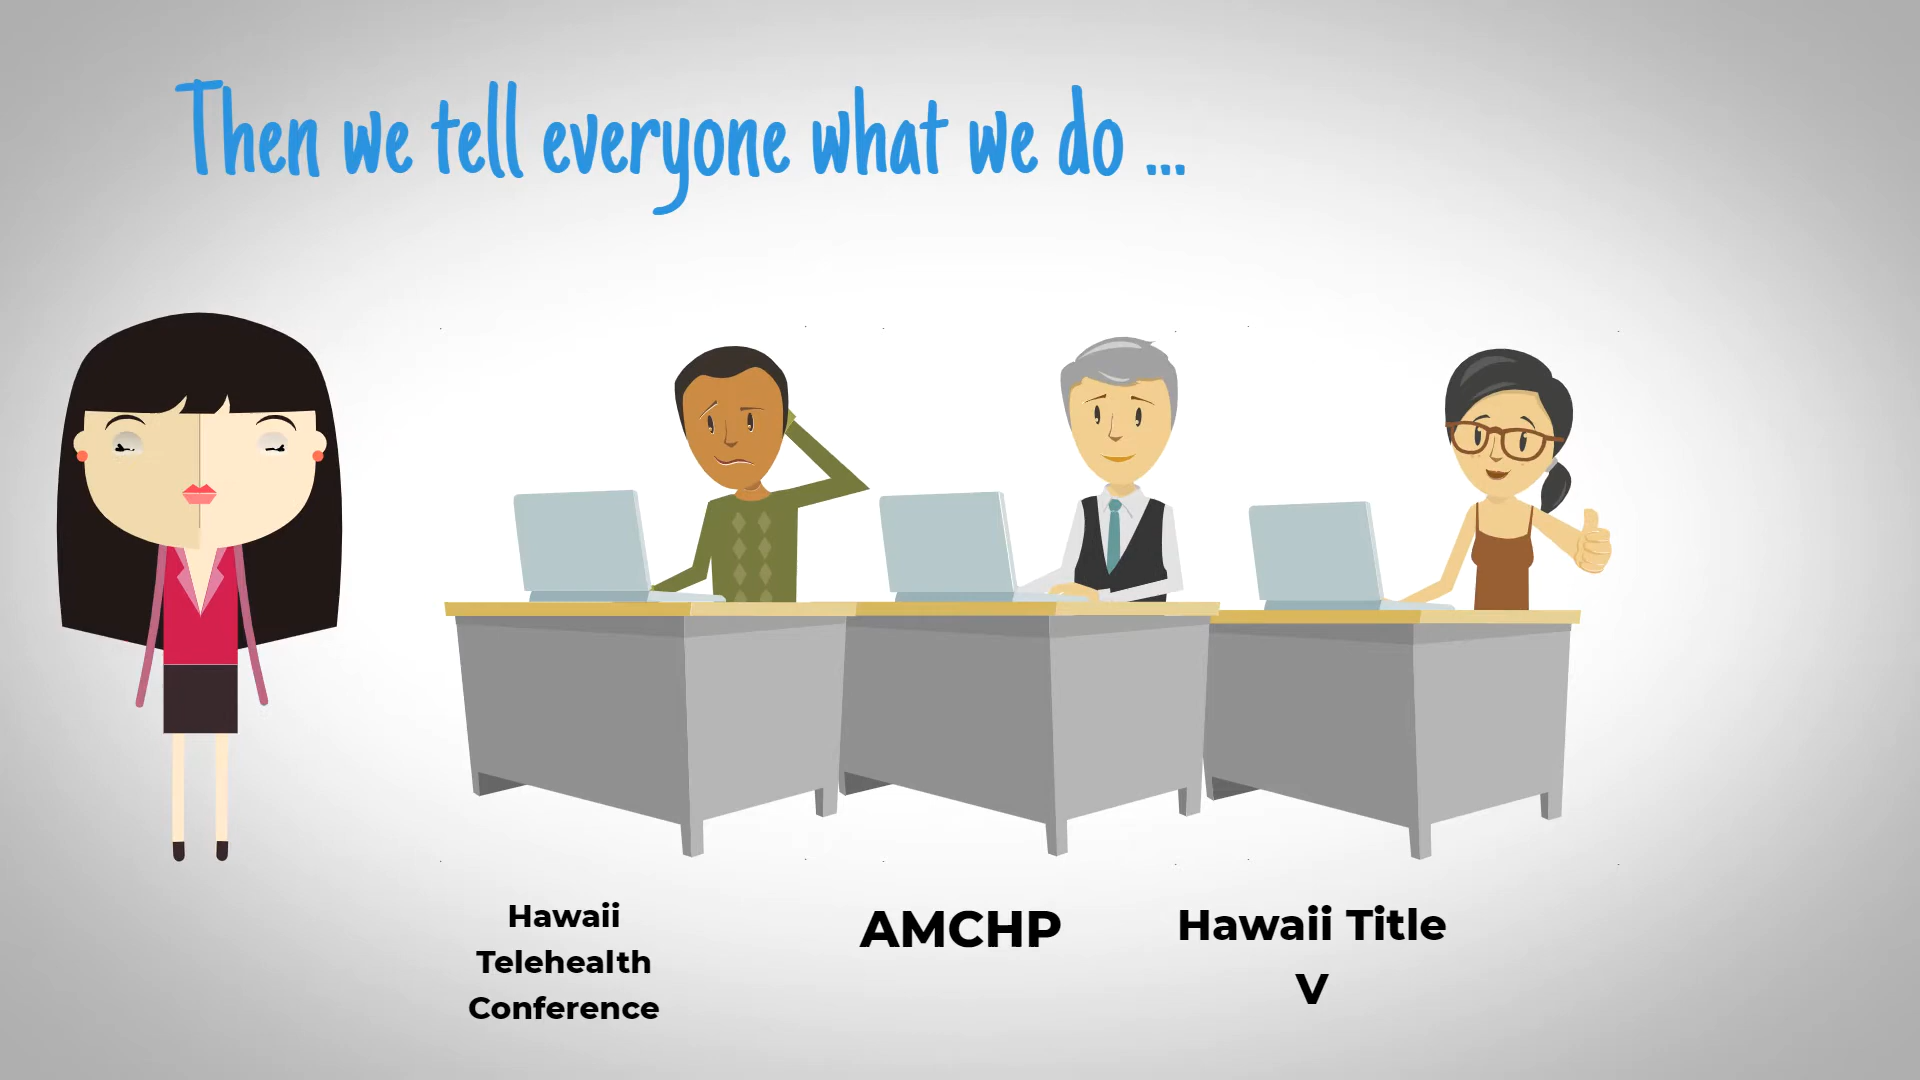 Then we tell everyone what we do ...
Hawaii
Telehealth
Conference
AMCHP
Hawaii Title
V